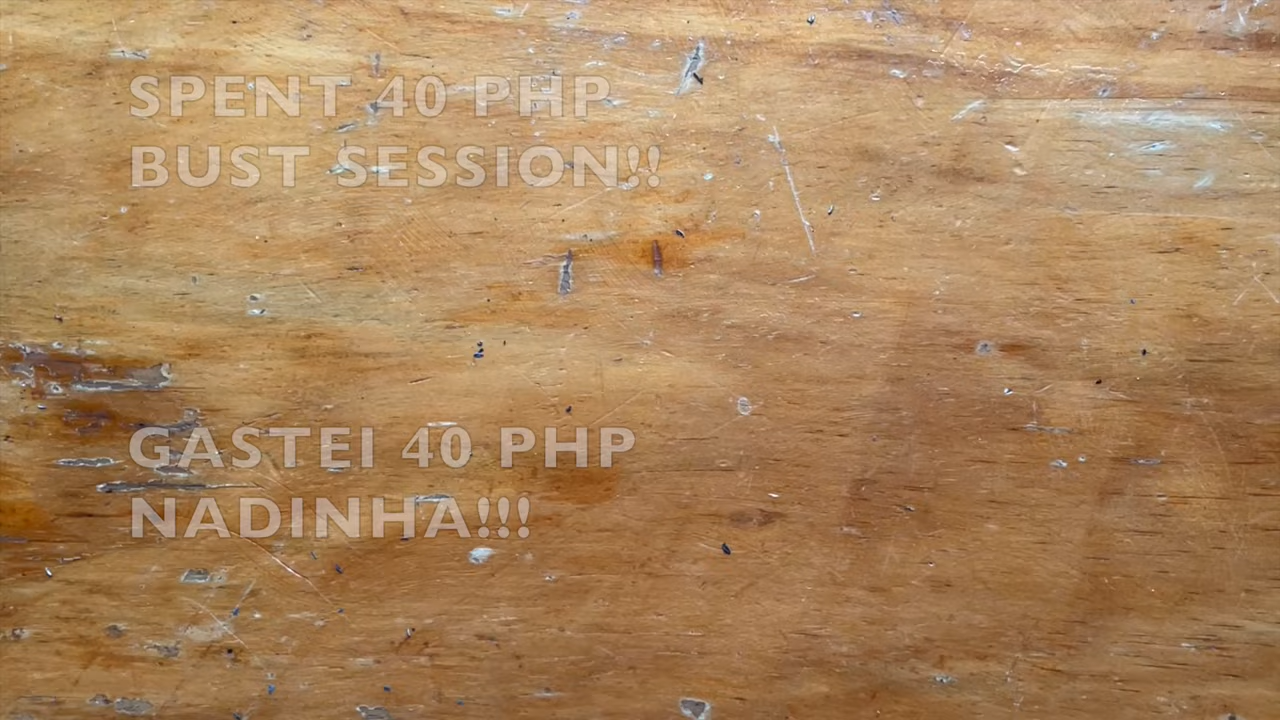 SPENT 40 PHP
BUST SESSION!!
GASTEI 40 PHP
NADINHA!!!